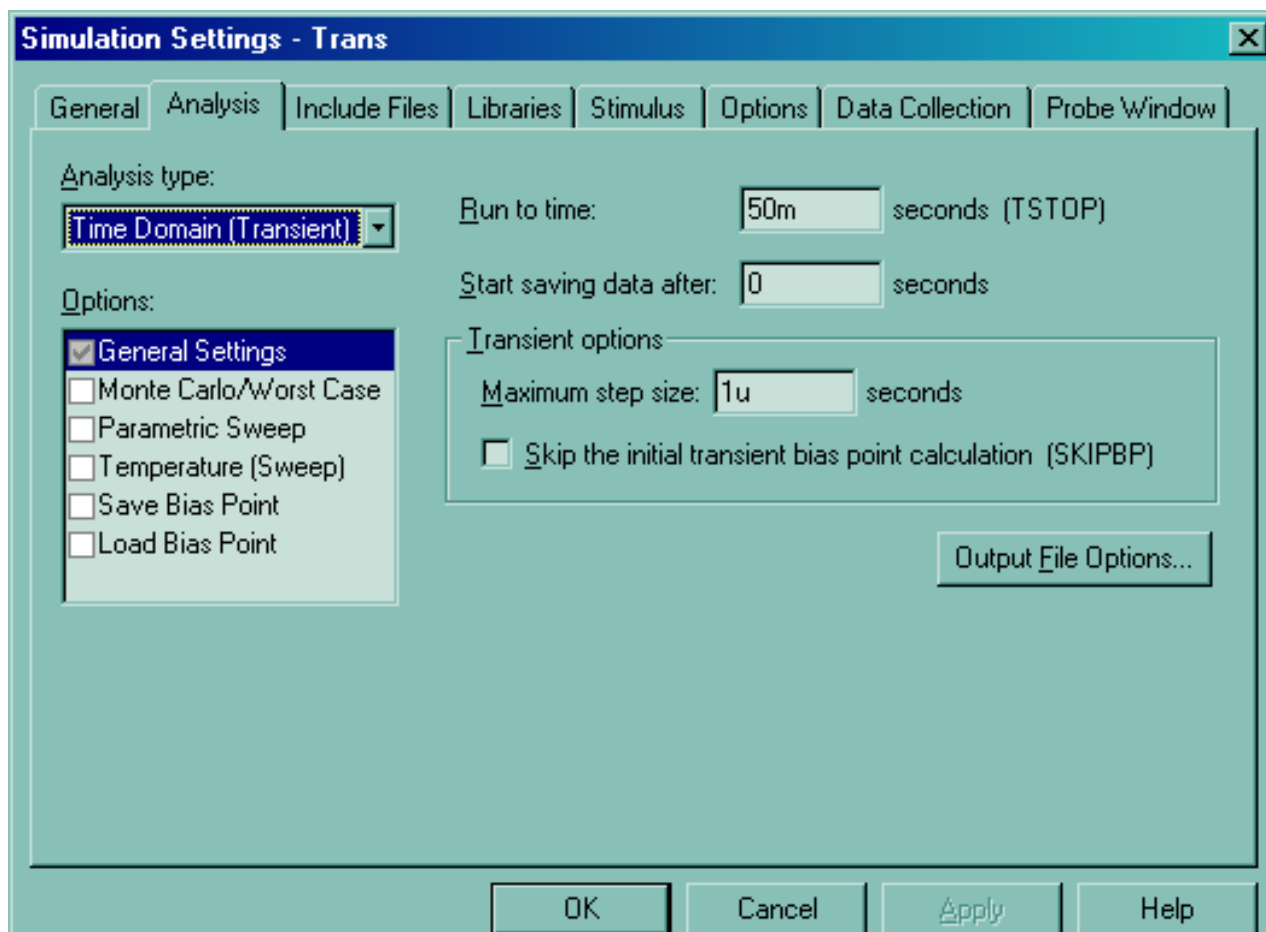 Simulation Settings - Trans
General Analysis Include Files Libraries Stimulus Options Data Collection Probe Window
Analysis type:
Time Domain (Transient)
Options:
General Settings
Monte Carlo/Worst Case
Parametric Sweep
Temperature (Sweep)
Save Bias Point
Load Bias Point
Run to time: 50m seconds (TSTOP)
Start saving data after: 0 seconds
Transient options
Maximum step size: 1u seconds
Skip the initial transient bias point calculation (SKIPBP)
Output File Options...
OK Cancel Apply Help